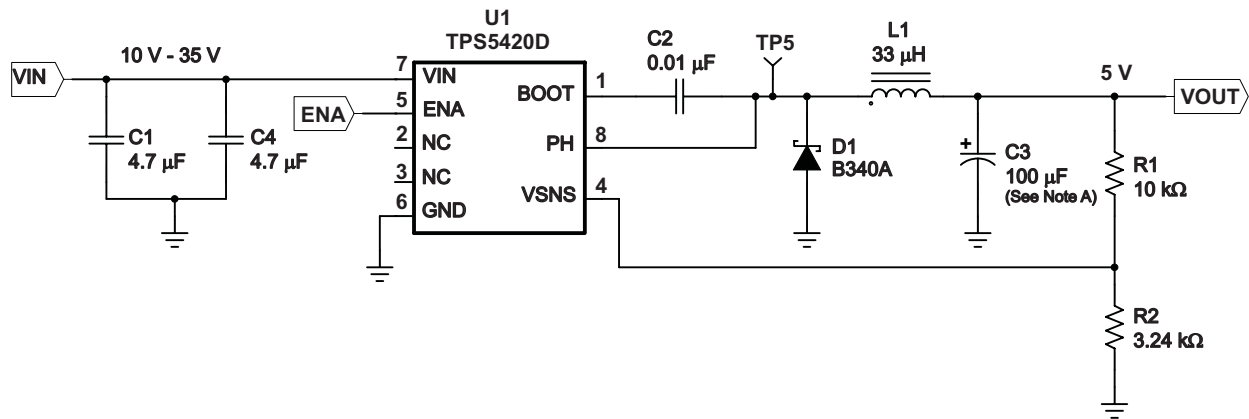 U1
TPS5420D
10 V - 35 V
VIN
C1
4.7 μF
C4
4.7 μF
ENA
7
VIN
5
ENA
2
NC
3
NC
6
GND
BOOT
1
PH
8
VSNS
4
C2
0.01 μF
TP5
L1
33 μH
5 V
VOUT
D1
B340A
+
C3
100 μF
(See Note A)
R1
10 kΩ
R2
3.24 kΩ